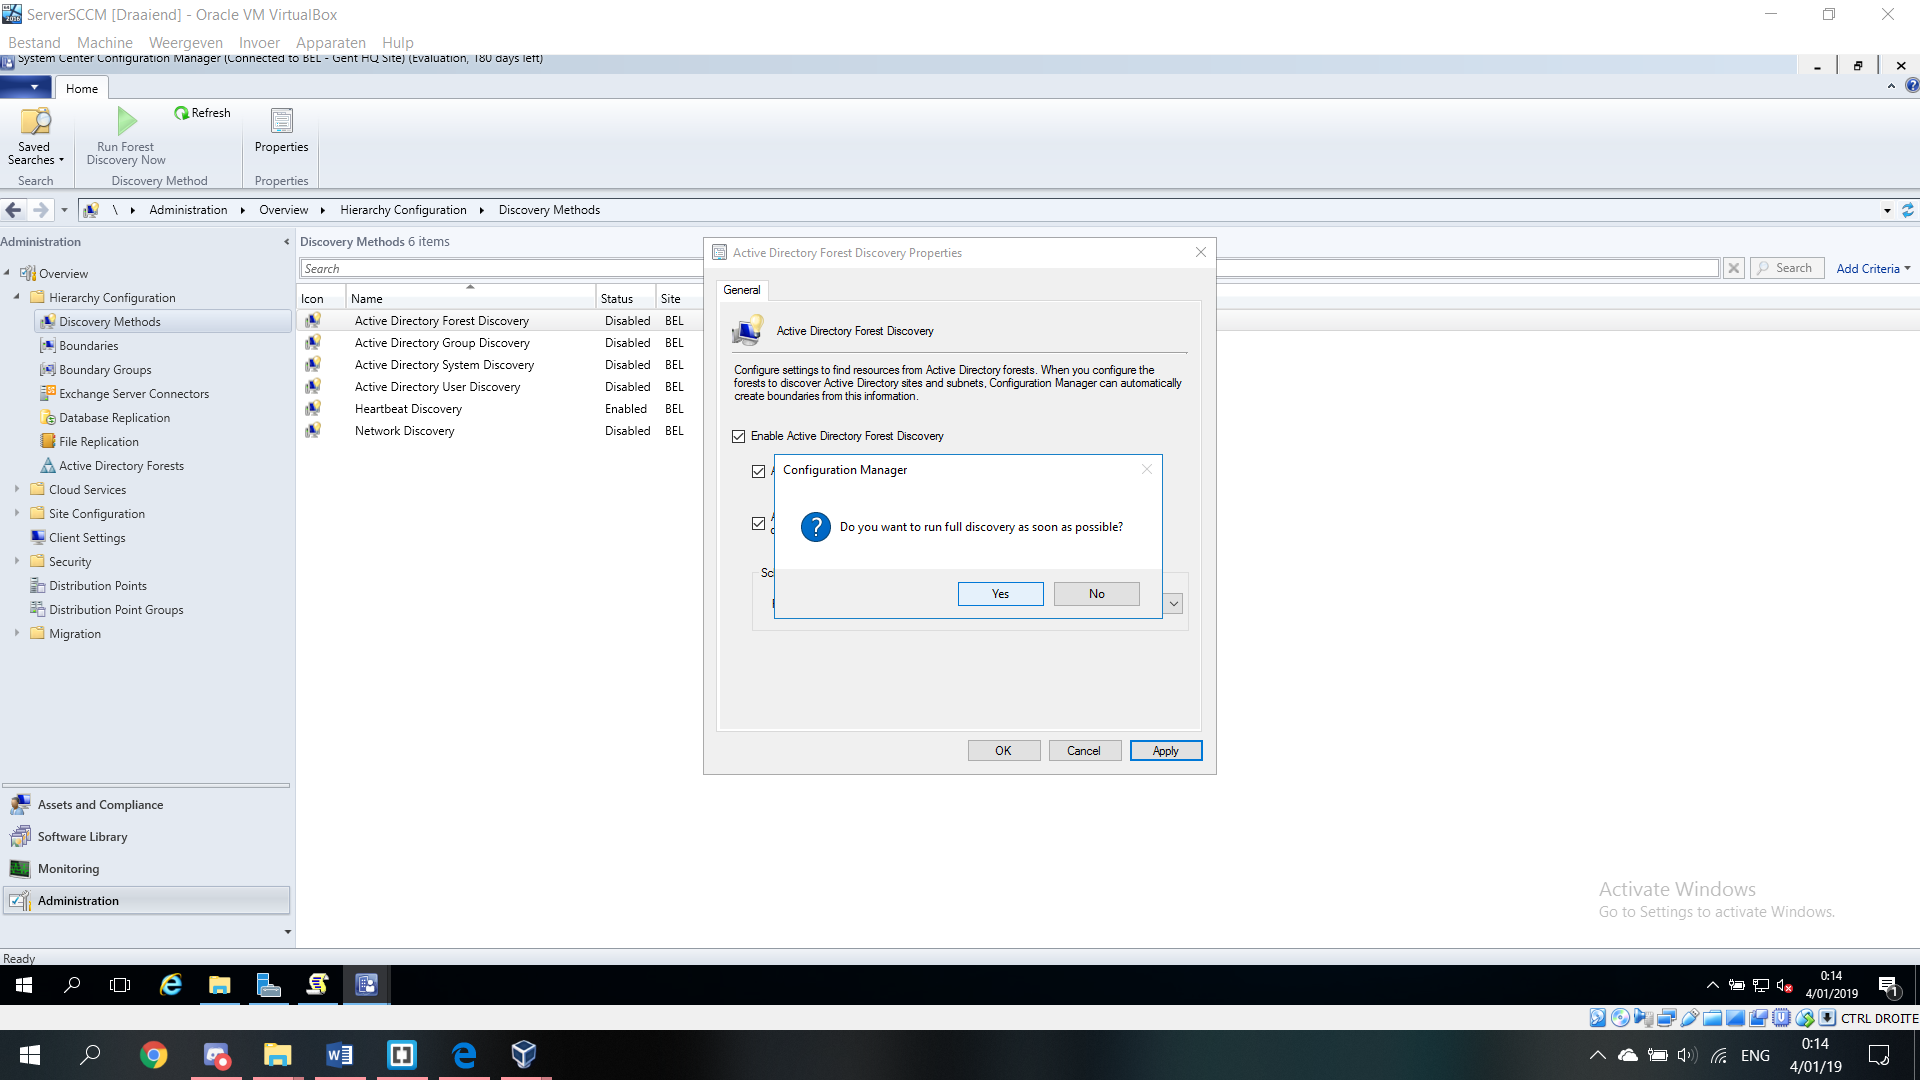 ServerSCCM [Draaiend] - Oracle VM VirtualBox
Bestand Machine Weergeven Invoer Apparaten Hulp
System Center Configuration Manager (Connected to BEL - Gent HQ Site) (Evaluation, 180 days left)
Home
Saved Searches
Run Forest Discovery Now
Refresh
Properties
Search
Discovery Method
Properties
\ Administration Overview Hierarchy Configuration Discovery Methods
Administration
Overview
Hierarchy Configuration
Discovery Methods
Boundaries
Boundary Groups
Exchange Server Connectors
Database Replication
File Replication
Active Directory Forests
Cloud Services
Site Configuration
Client Settings
Security
Distribution Points
Distribution Point Groups
Migration
Assets and Compliance
Software Library
Monitoring
Administration
Ready
Discovery Methods 6 items
Search
Search
Add Criteria
Icon Name Status Site
Active Directory Forest Discovery Disabled BEL
Active Directory Group Discovery Disabled BEL
Active Directory System Discovery Disabled BEL
Active Directory User Discovery Disabled BEL
Heartbeat Discovery Enabled BEL
Network Discovery Disabled BEL
Active Directory Forest Discovery Properties
General
Active Directory Forest Discovery
Configure settings to find resources from Active Directory forests. When you configure the
forests to discover Active Directory sites and subnets, Configuration Manager can automatically
create boundaries from this information.
Enable Active Directory Forest Discovery
Configuration Manager
? Do you want to run full discovery as soon as possible?
Yes No
OK Cancel Apply
Activate Windows
Go to Settings to activate Windows.
0:14
4/01/2019
1
CTRL DROITE
ENG
0:14
4/01/19